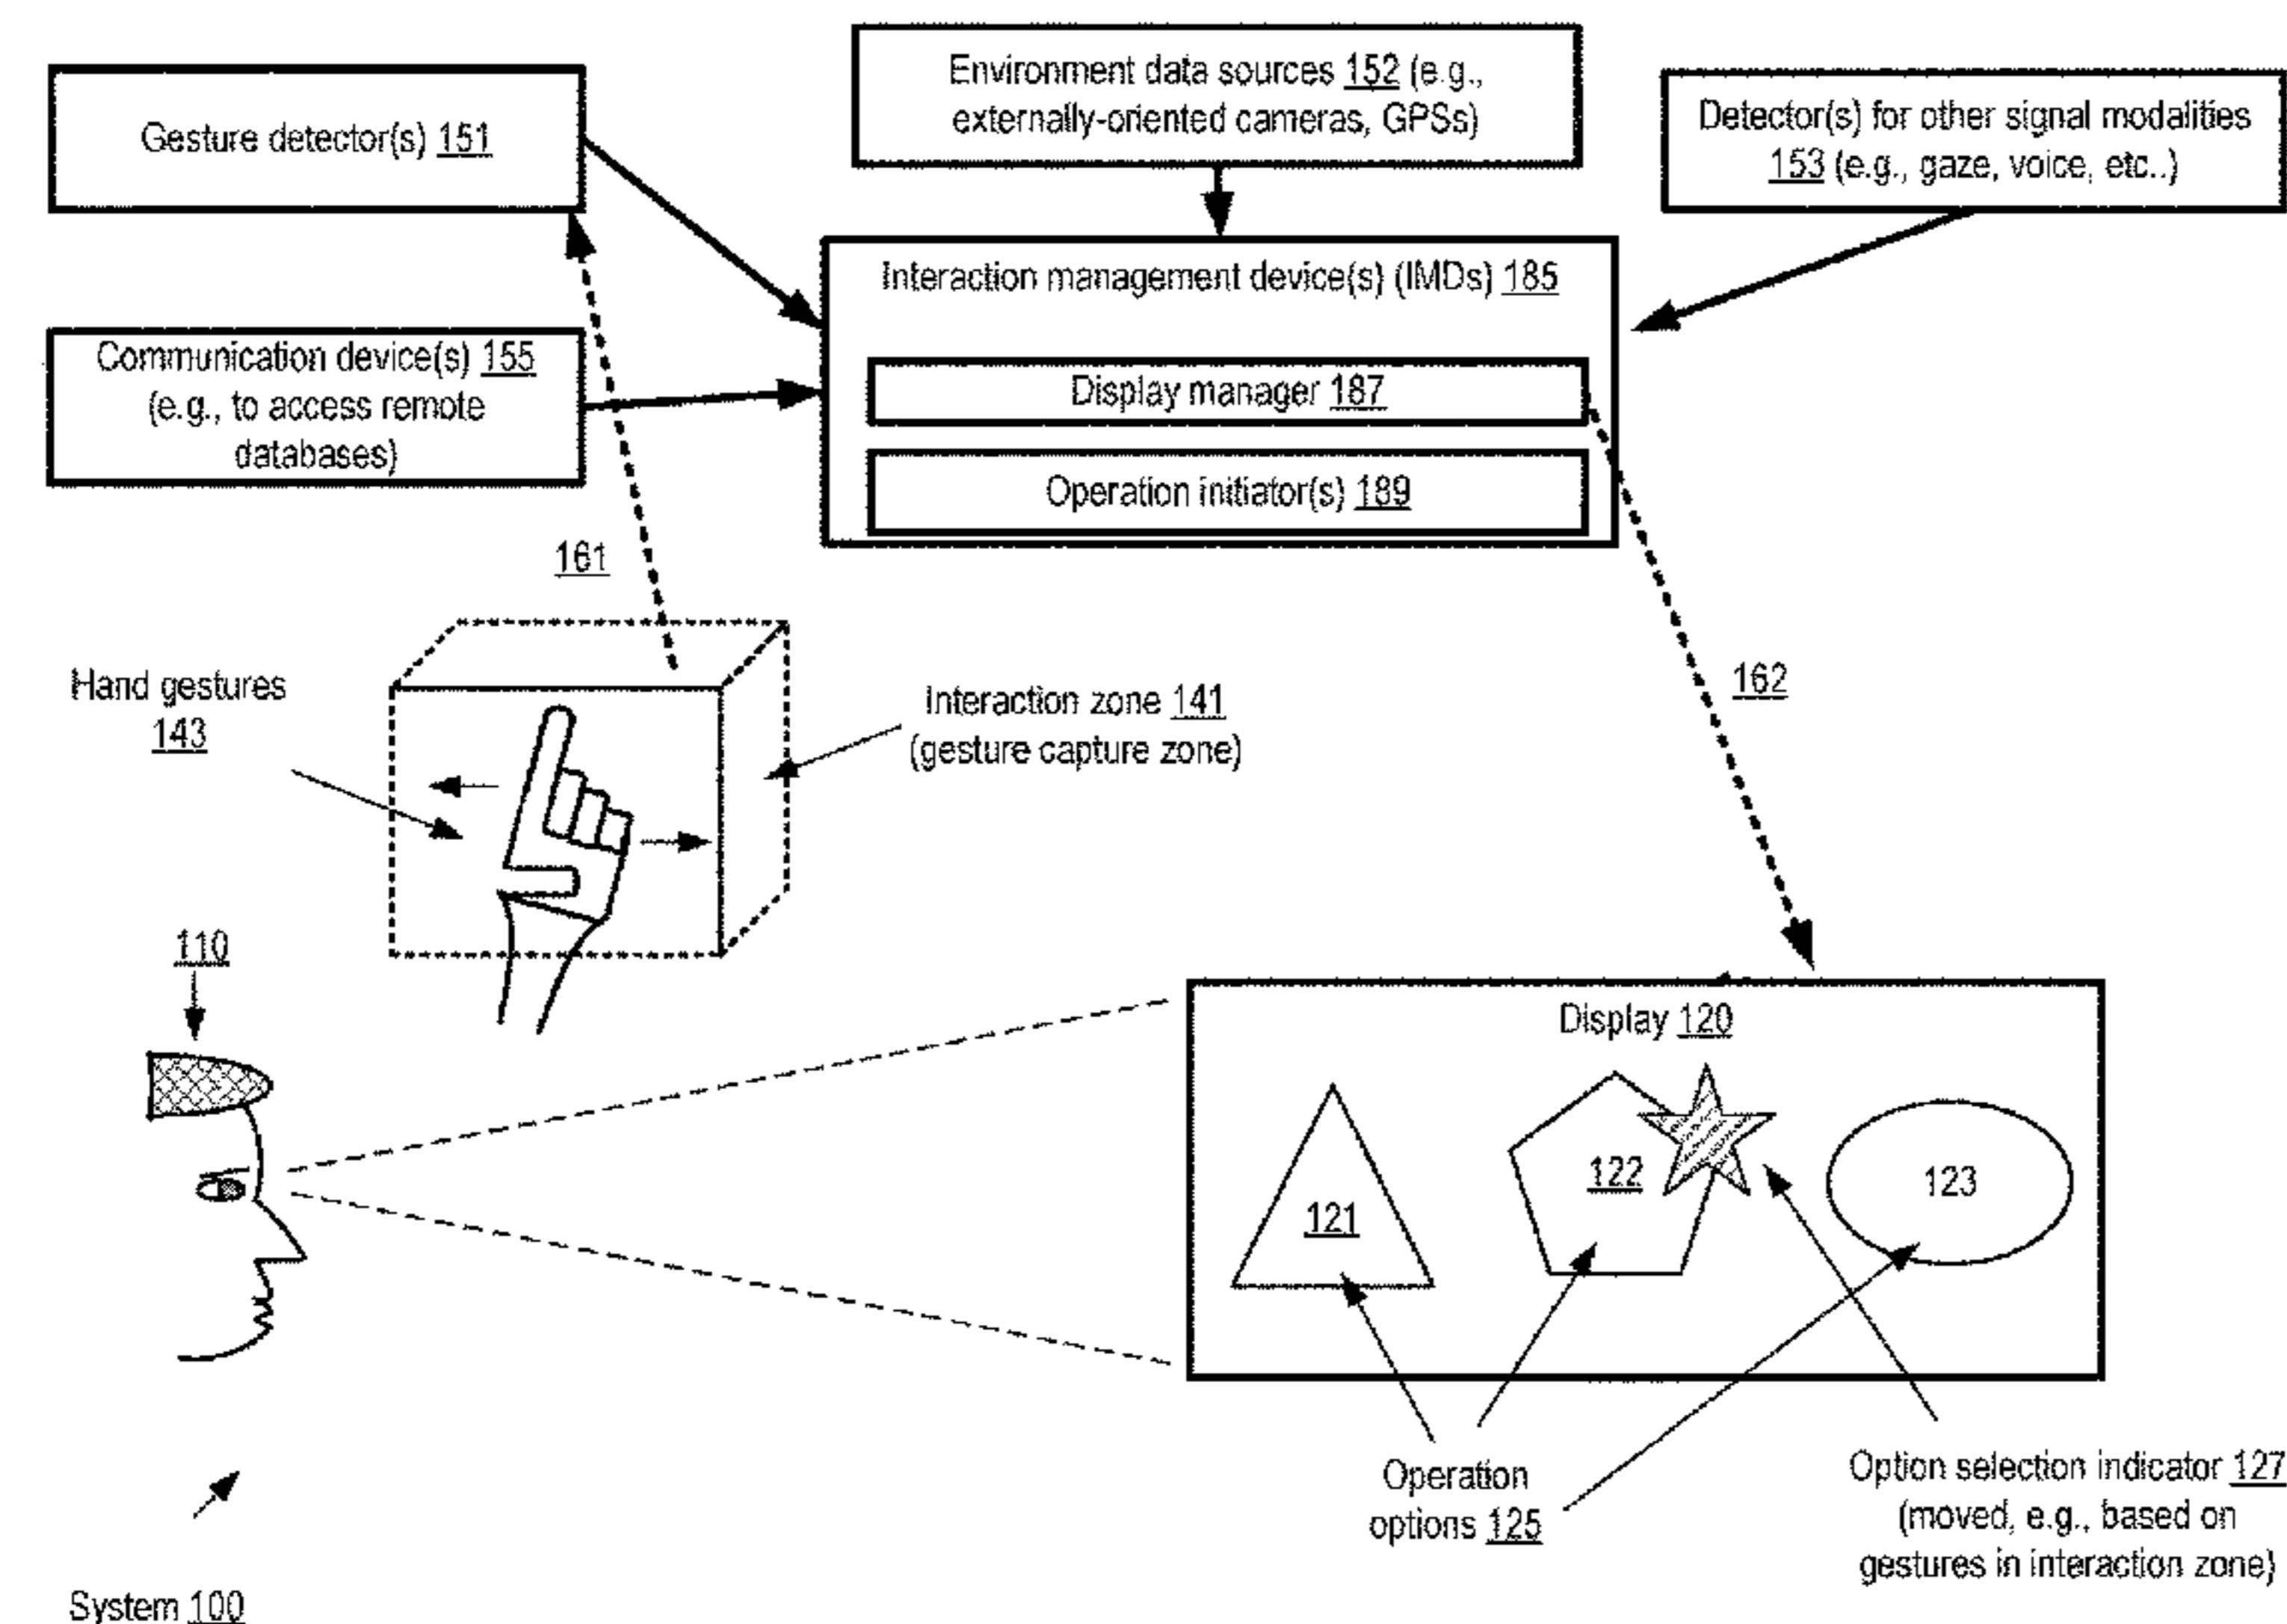 Environment data sources 152 (e.g.,
externally-oriented cameras, GPSs)
Gesture detector(s) 151
Detector(s) for other signal modalities
153 (e.g., gaze, voice, etc..)
Interaction management device(s) (IMDs) 185
Communication device(s) 155
(e.g., to access remote
databases)
Display manager 187
Operation initiator(s) 189
161
162
Hand gestures
143
Interaction zone 141
(gesture capture zone)
110
Display 120
121
122
123
Operation
options 125
Option selection indicator 127
(moved, e.g., based on
gestures in interaction zone)
System 100